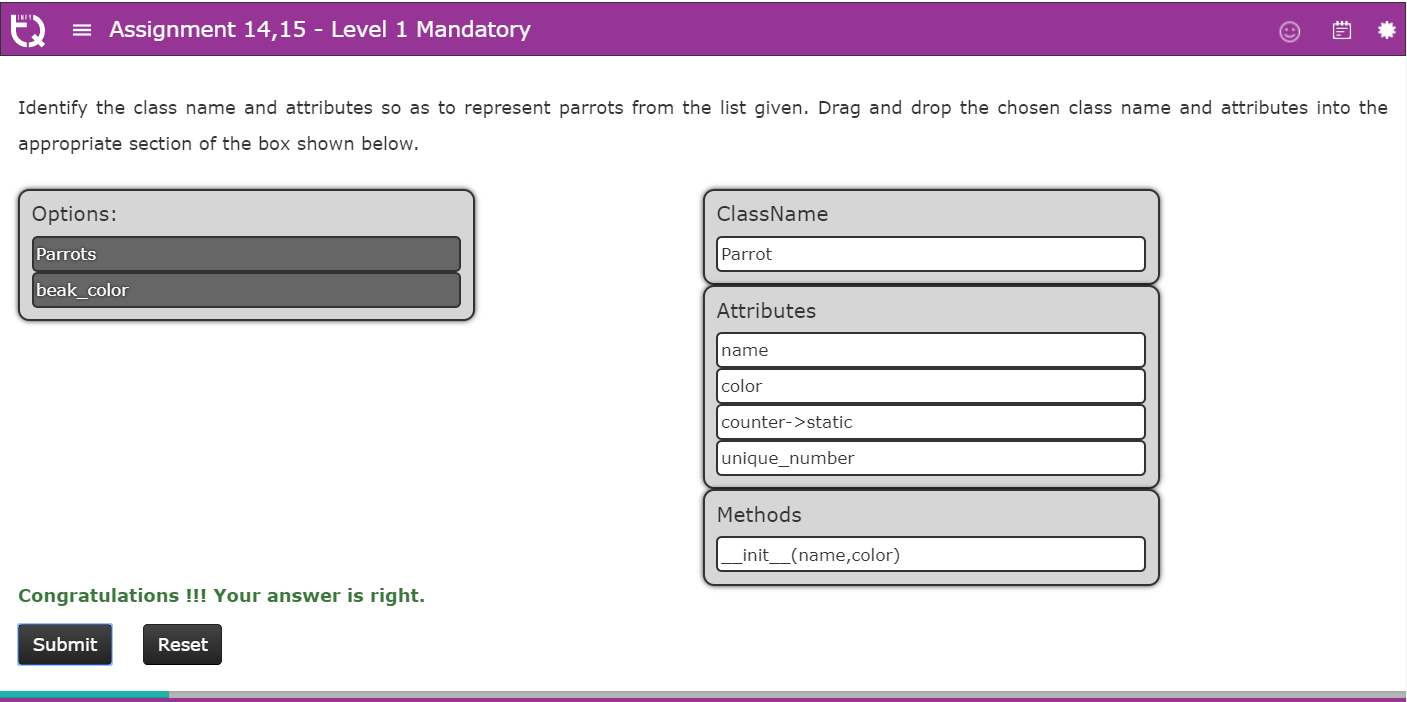 INFY
TQ
Assignment 14,15 - Level 1 Mandatory
Identify the class name and attributes so as to represent parrots from the list given. Drag and drop the chosen class name and attributes into the
appropriate section of the box shown below.
Options:
Parrots
beak_color
ClassName
Parrot
Attributes
name
color
counter->static
unique_number
Methods
__init__(name,color)
Congratulations !!! Your answer is right.
Submit
Reset